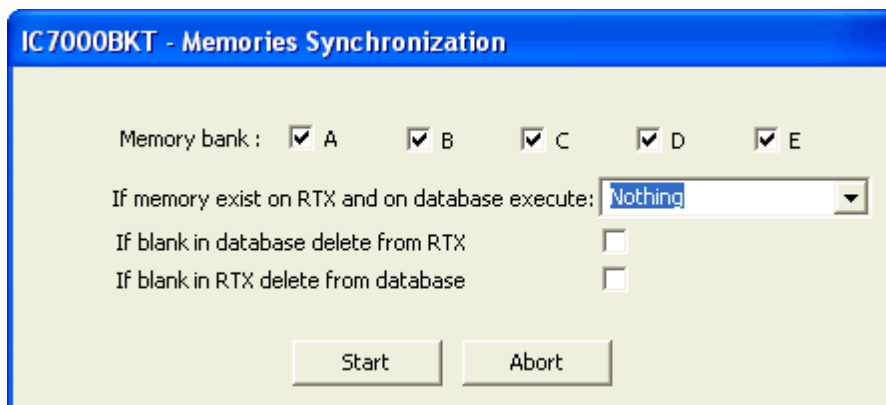 IC7000BKT - Memories Synchronization
Memory bank : A B C D E
If memory exist on RTX and on database execute: Nothing
If blank in database delete from RTX
If blank in RTX delete from database
Start Abort